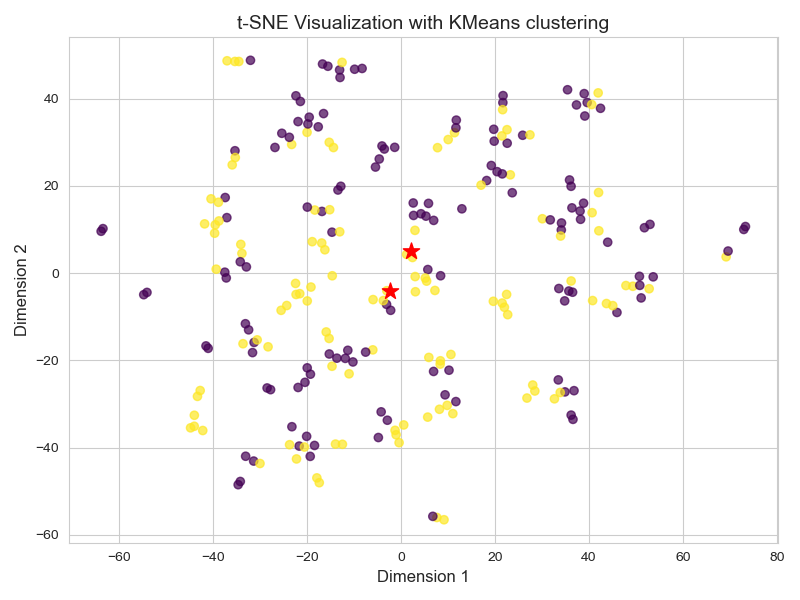 t-SNE Visualization with KMeans clustering
40
20
0
−20
−40
−60
Dimension 2
−60 −40 −20 0 20 40 60 80
Dimension 1